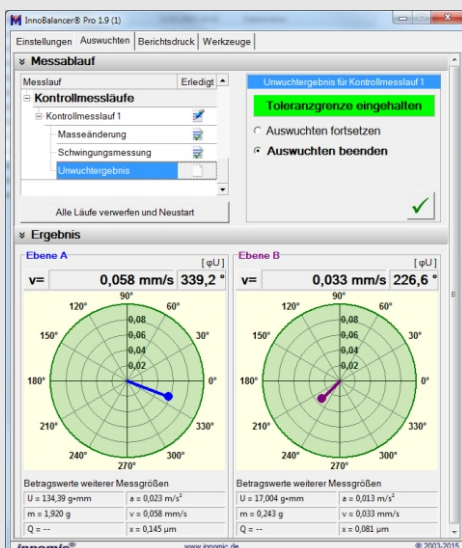 InnoBalancer® Pro 1.9 (1)
Einstellungen Auswuchten Berichtsdruck Werkzeuge
Messablauf
Messlauf Erledigt
Kontrollmessläufe
Kontrollmesslauf 1
Masseänderung
Schwingungsmessung
Unwuchtergebnis
Alle Läufe verwerfen und Neustart
Unwuchtergebnis für Kontrollmesslauf 1
Toleranzgrenze eingehalten
Auswuchten fortsetzen
Auswuchten beenden
Ergebnis
Ebene A
[φU]
v= 0,058 mm/s 339,2 °
90°
120° 60°
0,08
150° 30°
0,06
0,04
0,02
180° 0°
210° 330°
240° 300°
270°
Betragswerte weiterer Messgrößen
U = 134,39 g•mm a = 0,023 m/s²
m = 1,920 g v = 0,058 mm/s
Q = -- x = 0,145 µm
Ebene B
[φU]
v= 0,033 mm/s 226,6 °
90°
120° 60°
0,08
150° 30°
0,06
0,04
0,02
180° 0°
210° 330°
240° 300°
270°
Betragswerte weiterer Messgrößen
U = 17,004 g•mm a = 0,013 m/s²
m = 0,243 g v = 0,033 mm/s
Q = -- x = 0,081 µm
innomic® www.innomic.de © 2003-2015